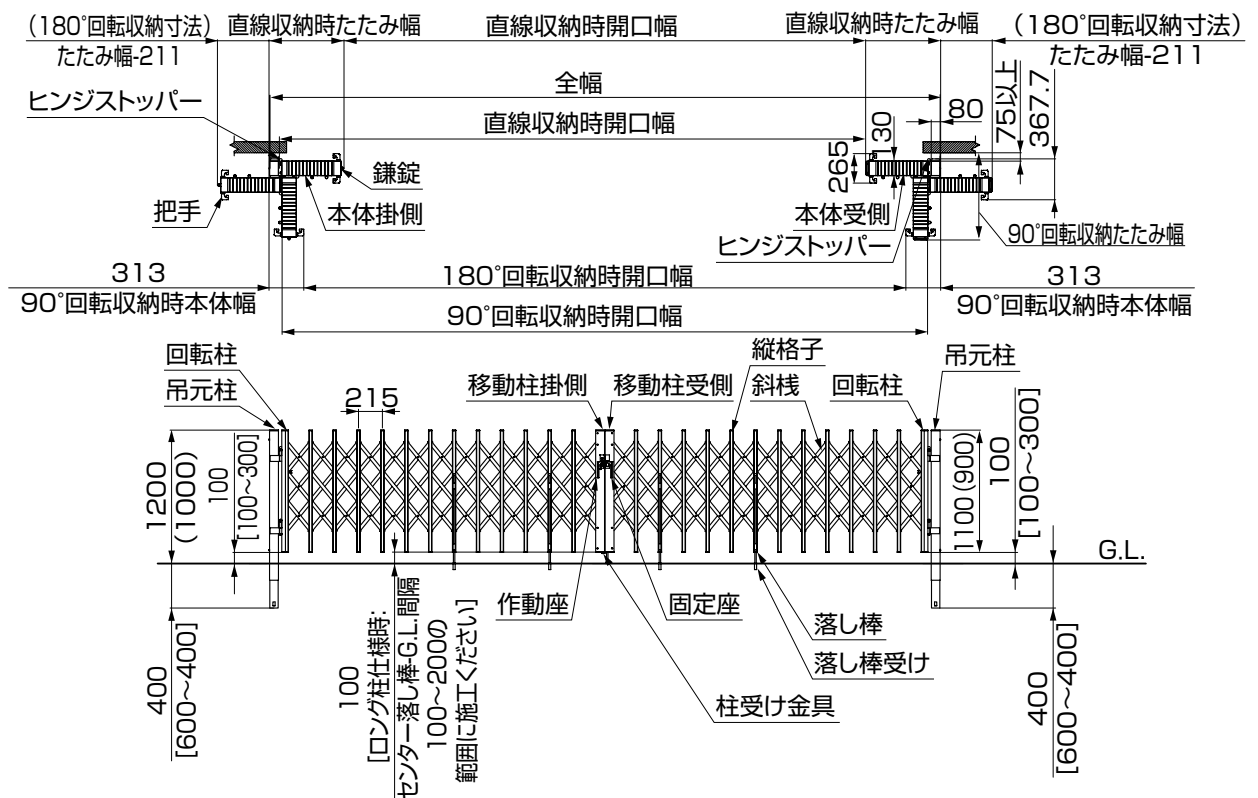 (180°回転収納寸法)
たたみ幅-211
直線収納時たたみ幅
直線収納時開口幅
直線収納時たたみ幅
(180°回転収納寸法)
たたみ幅-211
全幅
ヒンジストッパー
直線収納時開口幅
130
265
80
75以上
367.7
鎌錠
把手
本体掛側
本体受側
ヒンジストッパー
90°回転収納たたみ幅
313
90°回転収納時本体幅
180°回転収納時開口幅
313
90°回転収納時本体幅
90°回転収納時開口幅
回転柱
吊元柱
215
移動柱掛側
移動柱受側
縦格子
斜桟
回転柱
吊元柱
1200
(1000)
100
[100~300]
1100(900)
100
[100~300]
G.L.
作動座
固定座
落し棒
落し棒受け
柱受け金具
400
[600~400]
100
[ロング柱仕様時:
センター落し棒-G.L.間隔
100~200の
範囲に施工ください]
400
[600~400]